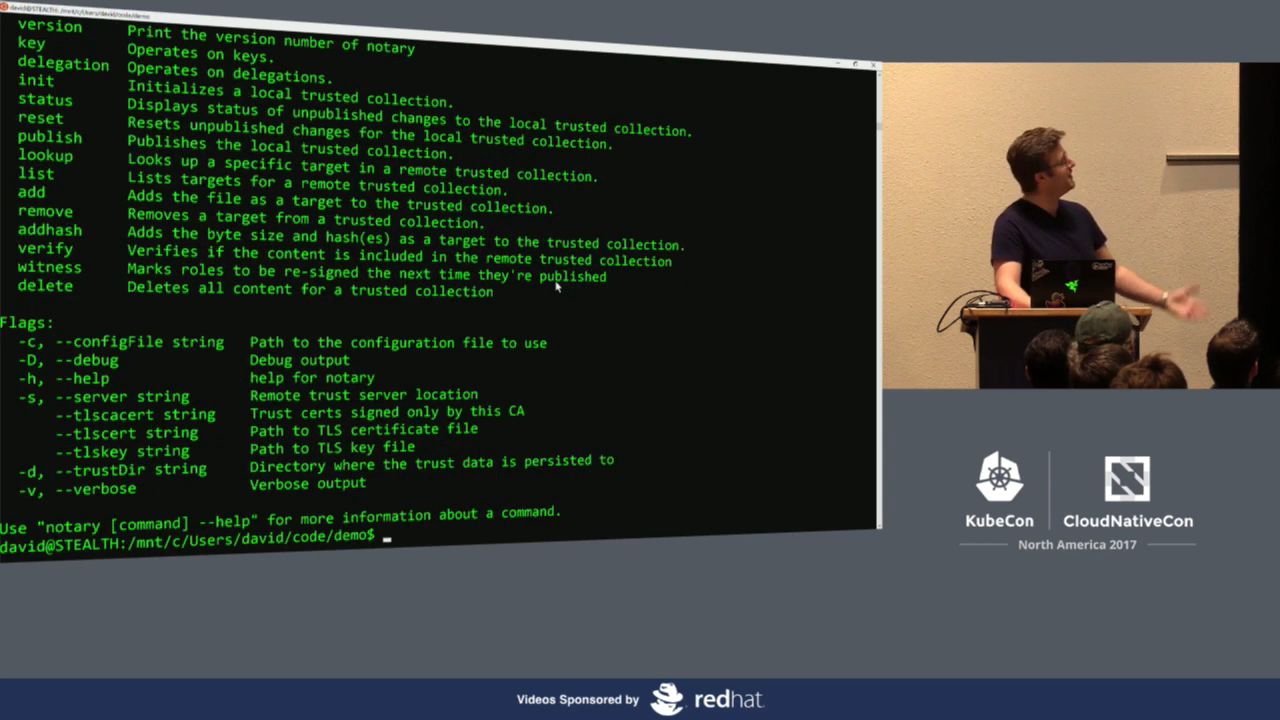 david@STEALTH: /mnt/c/Users/david/code/demo
version Print the version number of notary
key Operates on keys.
delegation Operates on delegations.
init Initializes a local trusted collection.
status Displays status of unpublished changes to the local trusted collection.
reset Resets unpublished changes for the local trusted collection.
publish Publishes the local trusted collection.
lookup Looks up a specific target in a remote trusted collection.
list Lists targets for a remote trusted collection.
add Adds the file as a target to the trusted collection.
remove Removes a target from a trusted collection.
addhash Adds the byte size and hash(es) as a target to the trusted collection.
verify Verifies if the content is included in the remote trusted collection
witness Marks roles to be re-signed the next time they're published
delete Deletes all content for a trusted collection
Flags:
-c, --configFile string Path to the configuration file to use
-D, --debug Debug output
-h, --help help for notary
-s, --server string Remote trust server location
--tlscacert string Trust certs signed only by this CA
--tlscert string Path to TLS certificate file
--tlskey string Path to TLS key file
-d, --trustDir string Directory where the trust data is persisted to
-v, --verbose Verbose output
Use "notary [command] --help" for more information about a command.
david@STEALTH:/mnt/c/Users/david/code/demo$
KubeCon CloudNativeCon
North America 2017
Videos Sponsored by redhat.